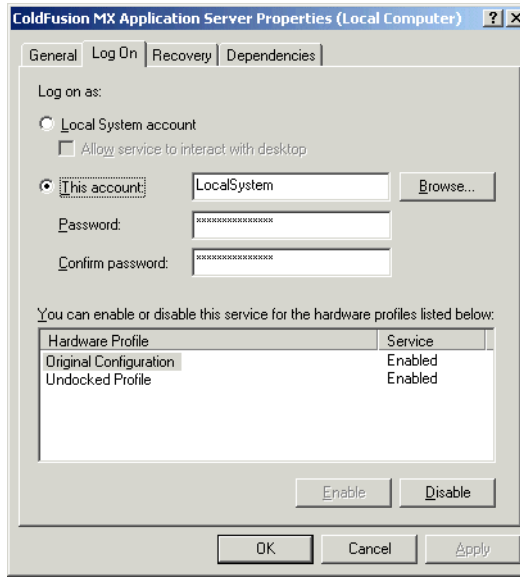 ColdFusion MX Application Server Properties (Local Computer) ? X
General Log On Recovery Dependencies
Log on as:
Local System account
Allow service to interact with desktop
This account: LocalSystem Browse...
Password: ***************
Confirm password: ***************
You can enable or disable this service for the hardware profiles listed below:
Hardware Profile Service
Original Configuration Enabled
Undocked Profile Enabled
Enable Disable
OK Cancel Apply